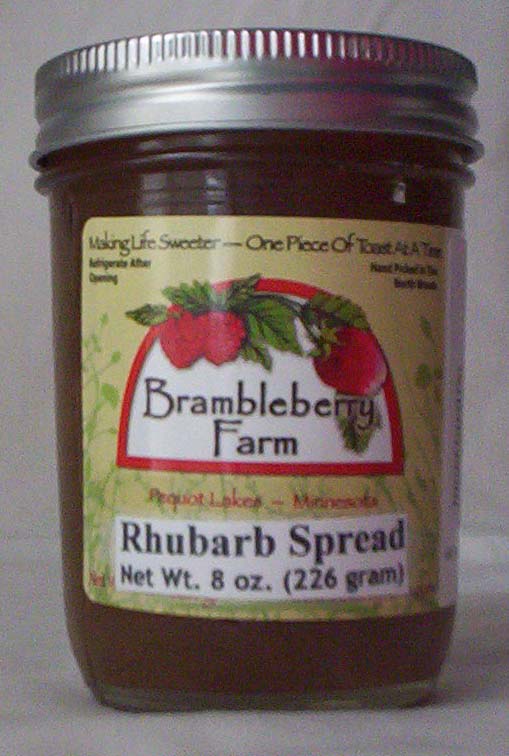 Making Life Sweeter — One Piece Of Toast At A Time
Refrigerate After
Opening
Hand Picked In The
North Woods
Brambleberry
Farm
Pequot Lakes ~ Minnesota
Rhubarb Spread
Net Wt. 8 oz. (226 gram)